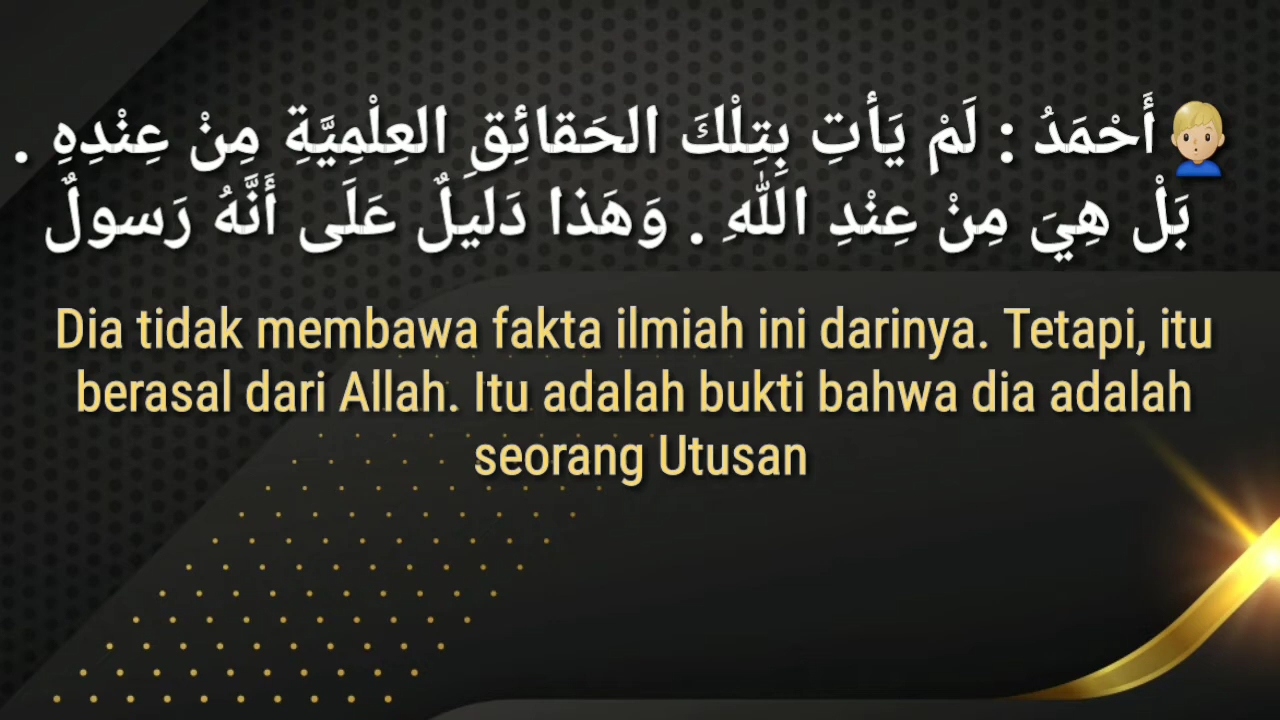 أَحْمَدُ : لَمْ يَأتِ بِتِلْكَ الحَقائِقِ العِلْمِيَّةِ مِنْ عِنْدِهِ .
بَلْ هِيَ مِنْ عِنْدِ اللّٰهِ . وَهَذا دَليلٌ عَلَى أَنَّهُ رَسولٌ
Dia tidak membawa fakta ilmiah ini darinya. Tetapi, itu
berasal dari Allah. Itu adalah bukti bahwa dia adalah
seorang Utusan